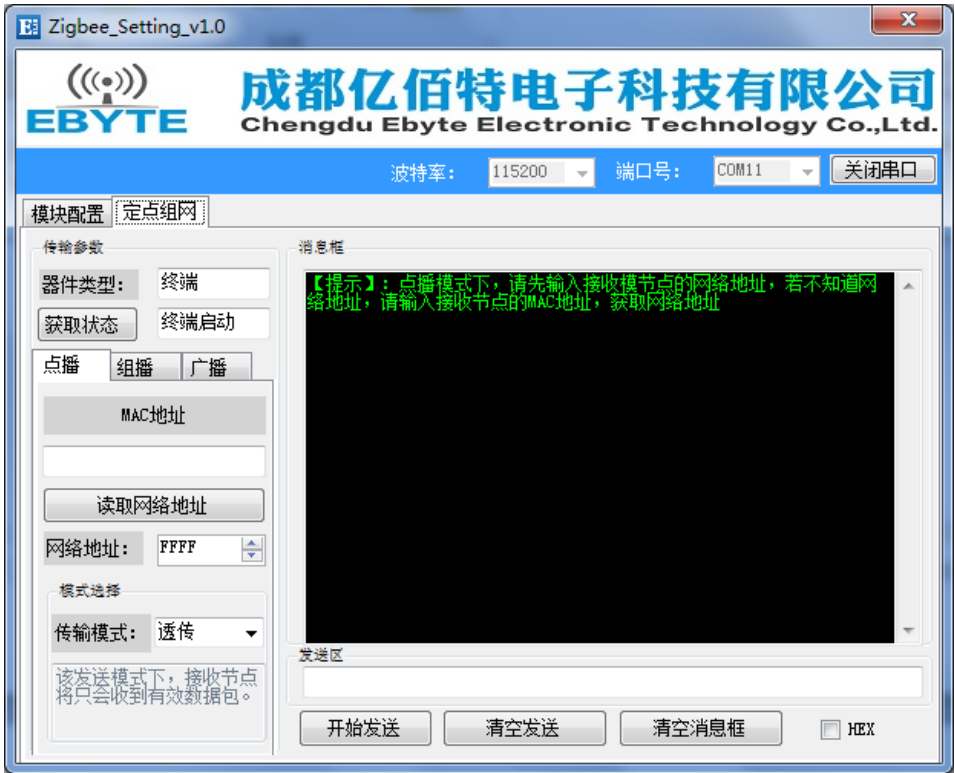 Zigbee_Setting_v1.0
EBYTE
成都亿佰特电子科技有限公司
Chengdu Ebyte Electronic Technology Co.,Ltd.
波特率： 115200 端口号： COM11 关闭串口
模块配置 定点组网
传输参数
器件类型： 终端
获取状态 终端启动
点播 组播 广播
MAC地址
读取网络地址
网络地址： FFFF
模式选择
传输模式： 透传
该发送模式下，接收节点
将只会收到有效数据包。
消息框
【提示】：点播模式下，请先输入接收模节点的网络地址，若不知道网
络地址，请输入接收节点的MAC地址，获取网络地址
发送区
开始发送 清空发送 清空消息框 HEX